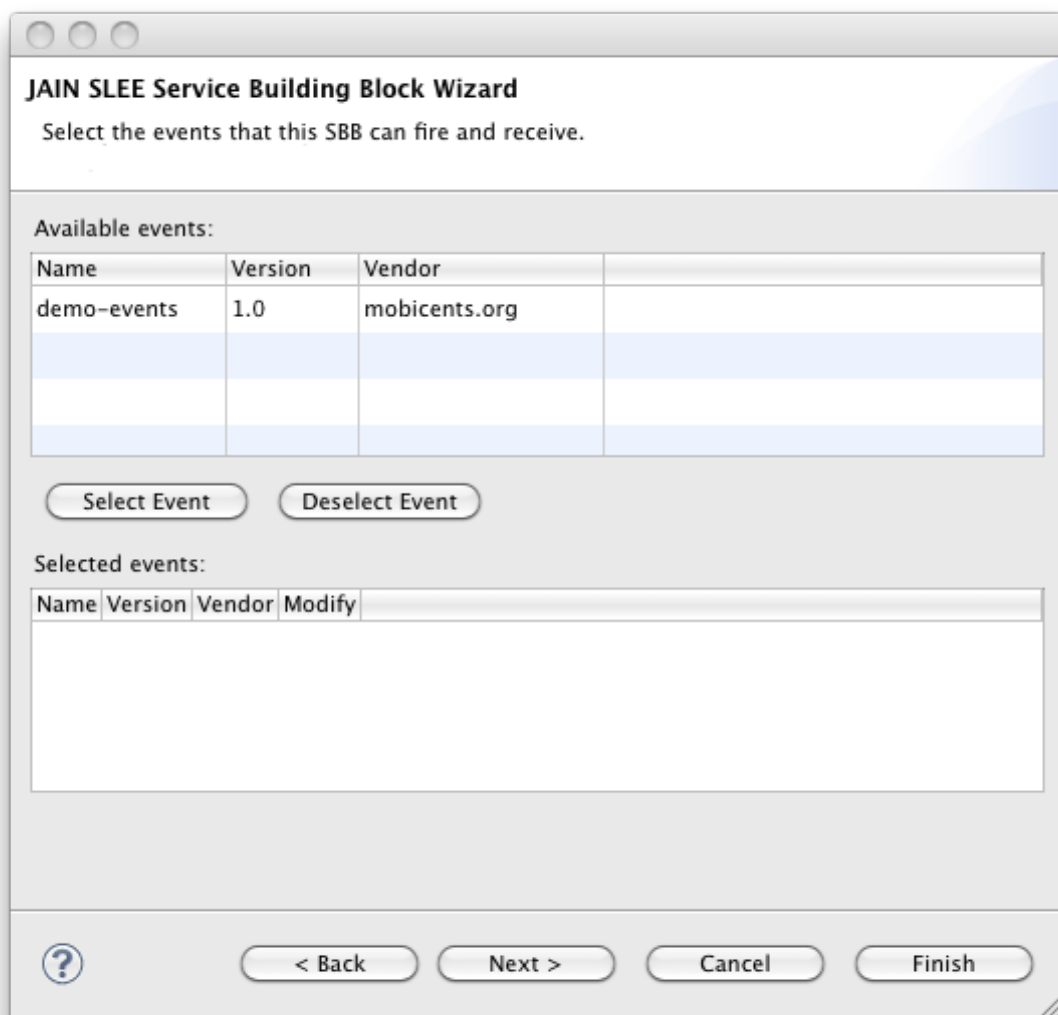 JAIN SLEE Service Building Block Wizard
Select the events that this SBB can fire and receive.
Available events:
Name Version Vendor
demo-events 1.0 mobicents.org
Select Event Deselect Event
Selected events:
Name Version Vendor Modify
? < Back Next > Cancel Finish